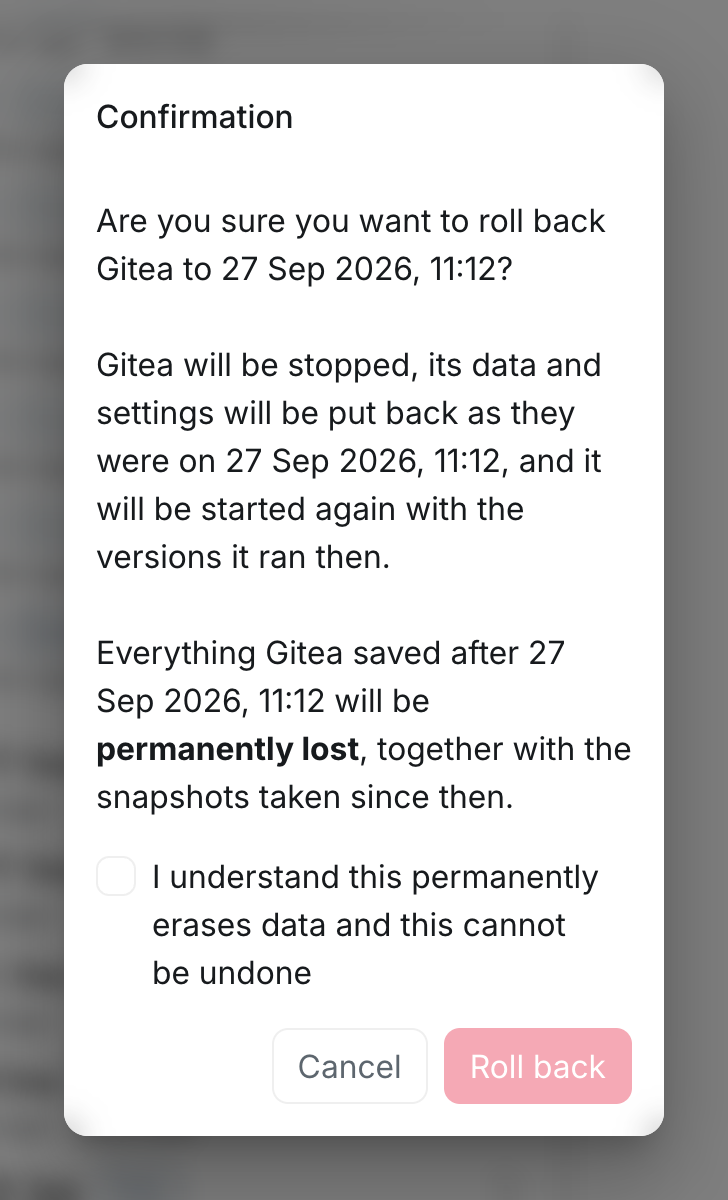 Confirmation
Are you sure you want to roll back
Gitea to 27 Sep 2026, 11:12?
Gitea will be stopped, its data and
settings will be put back as they
were on 27 Sep 2026, 11:12, and it
will be started again with the
versions it ran then.
Everything Gitea saved after 27
Sep 2026, 11:12 will be
permanently lost, together with the
snapshots taken since then.
I understand this permanently
erases data and this cannot
be undone
Cancel Roll back